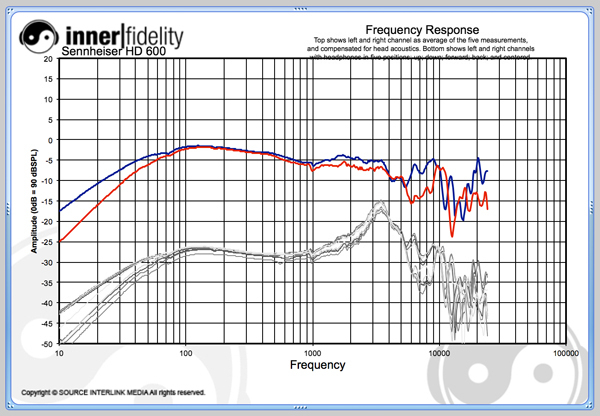 inner|fidelity
Sennheiser HD 600
Frequency Response
Top shows left and right channel as average of the five measurements,
and compensated for head acoustics. Bottom shows left and right channels
with headphones in five positions; up; down; forward, back; and centered.
20
15
10
5
0
-5
-10
-15
-20
-25
-30
-35
-40
-45
-50
Amplitude (0dB = 90 dBSPL)
10
100
1000
10000
100000
Frequency
Copyright © SOURCE INTERLINK MEDIA All rights reserved.